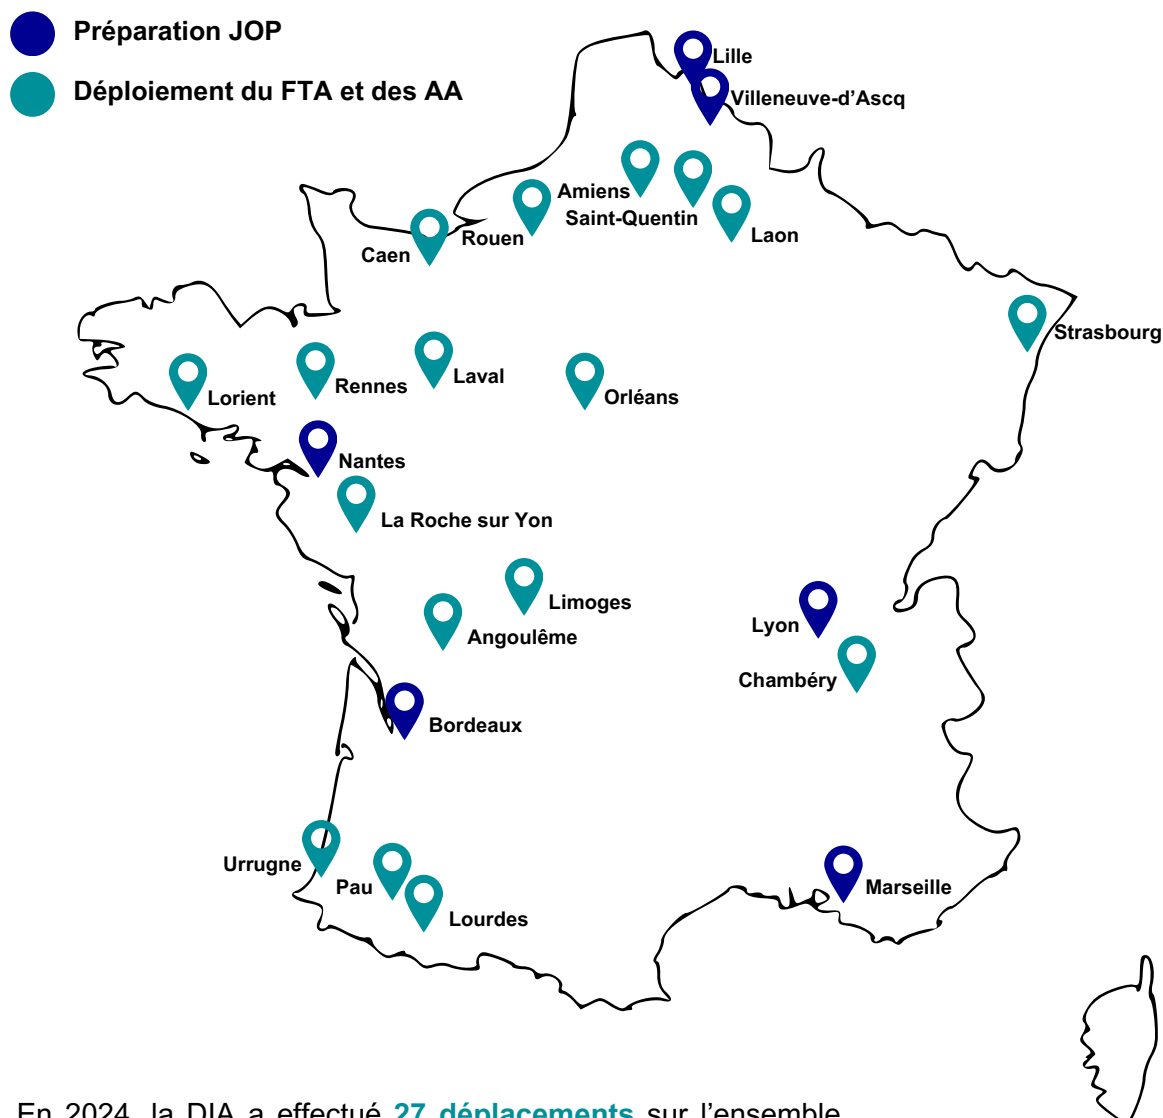 Préparation JOP
Déploiement du FTA et des AA
Lille
Villeneuve-d'Ascq
Amiens
Saint-Quentin
Laon
Rouen
Caen
Strasbourg
Lorient
Rennes
Laval
Orléans
Nantes
La Roche sur Yon
Limoges
Angoulême
Lyon
Chambéry
Bordeaux
Urrugne
Pau
Lourdes
Marseille
En 2024, la DIA a effectué 27 déplacements sur l'ensemble